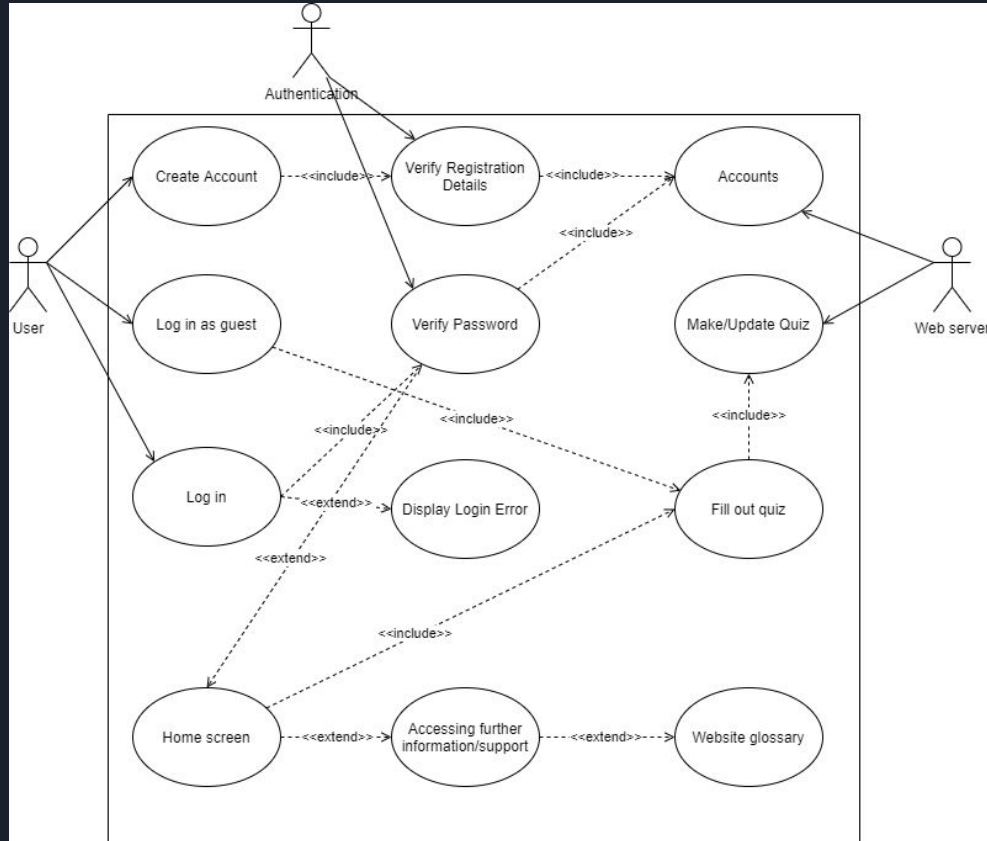 Authentication
Create Account
<<include>>
Verify Registration
Details
<<include>>
Accounts
<<include>>
User
Log in as guest
Verify Password
Make/Update Quiz
Web server
<<include>>
<<include>>
<<include>>
Log in
<<extend>>
Display Login Error
Fill out quiz
<<extend>>
<<include>>
Home screen
<<extend>>
Accessing further
information/support
<<extend>>
Website glossary